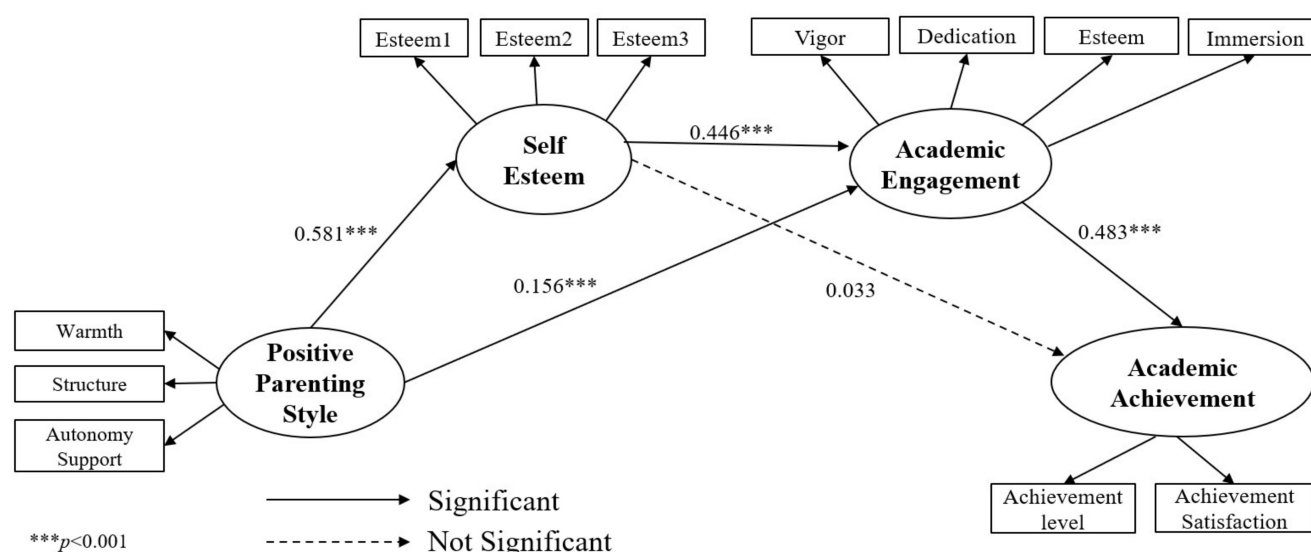 Esteem1
Esteem2
Esteem3
Vigor
Dedication
Esteem
Immersion
Self
Esteem
0.446***
Academic
Engagement
0.581***
0.156***
0.033
0.483***
Warmth
Structure
Autonomy
Support
Positive
Parenting
Style
Academic
Achievement
Achievement
level
Achievement
Satisfaction
Significant
***p<0.001
Not Significant